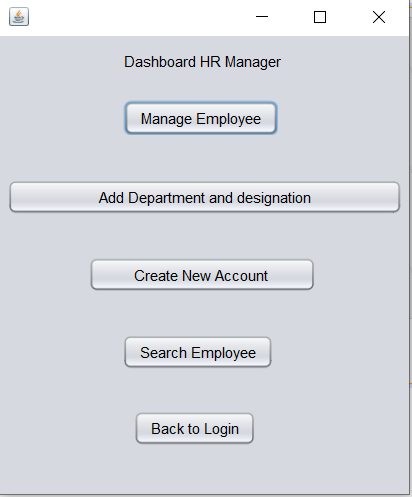 Dashboard HR Manager
Manage Employee
Add Department and designation
Create New Account
Search Employee
Back to Login